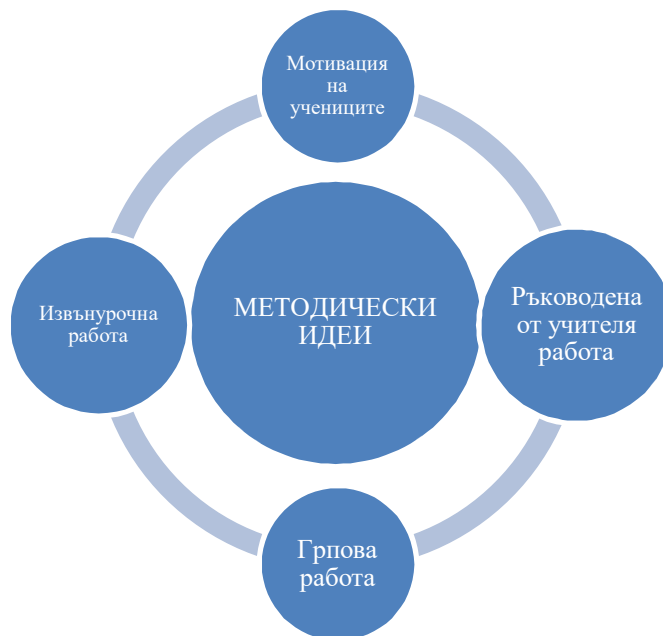 Мотивация
на
учениците
МЕТОДИЧЕСКИ
ИДЕИ
Ръководена
от учителя
работа
Извънурочна
работа
Грпова
работа